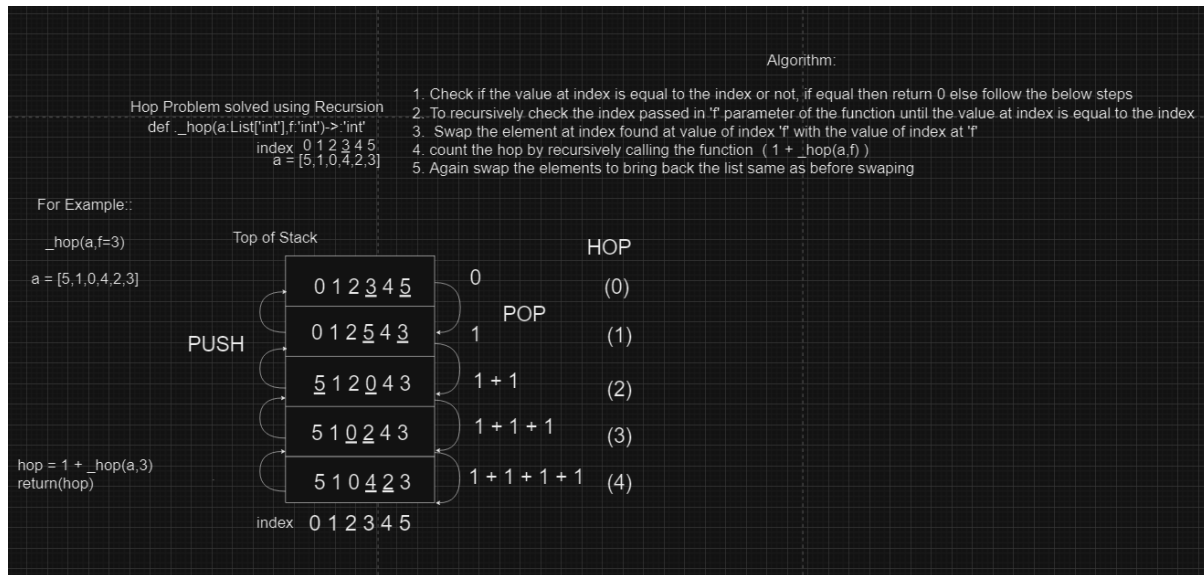 Algorithm:
1. Check if the value at index is equal to the index or not, if equal then return 0 else follow the below steps
2. To recursively check the index passed in 'f' parameter of the function until the value at index is equal to the index
3. Swap the element at index found at value of index 'f' with the value of index at 'f'
4. count the hop by recursively calling the function ( 1 + _hop(a,f) )
5. Again swap the elements to bring back the list same as before swaping
Hop Problem solved using Recursion
def ._hop(a:List['int'],f:'int')->:'int'
index 0 1 2 3 4 5
a = [5,1,0,4,2,3]
For Example::
_hop(a,f=3)
a = [5,1,0,4,2,3]
Top of Stack
HOP
0 1 2 3 4 5
0
(0)
POP
0 1 2 5 4 3
1
(1)
PUSH
5 1 2 0 4 3
1 + 1
(2)
5 1 0 2 4 3
1 + 1 + 1
(3)
5 1 0 4 2 3
1 + 1 + 1 + 1
(4)
hop = 1 + _hop(a,3)
return(hop)
index 0 1 2 3 4 5